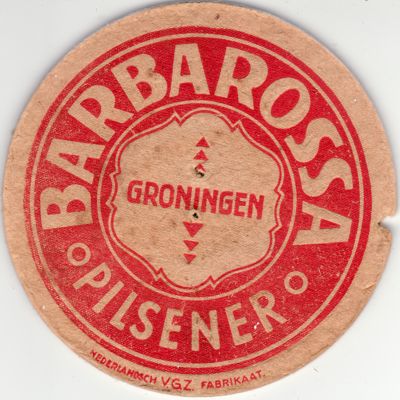 BARBAROSSA
GRONINGEN
PILSENER
NEDERLANDSCH V.G.Z. FABRIKAAT.